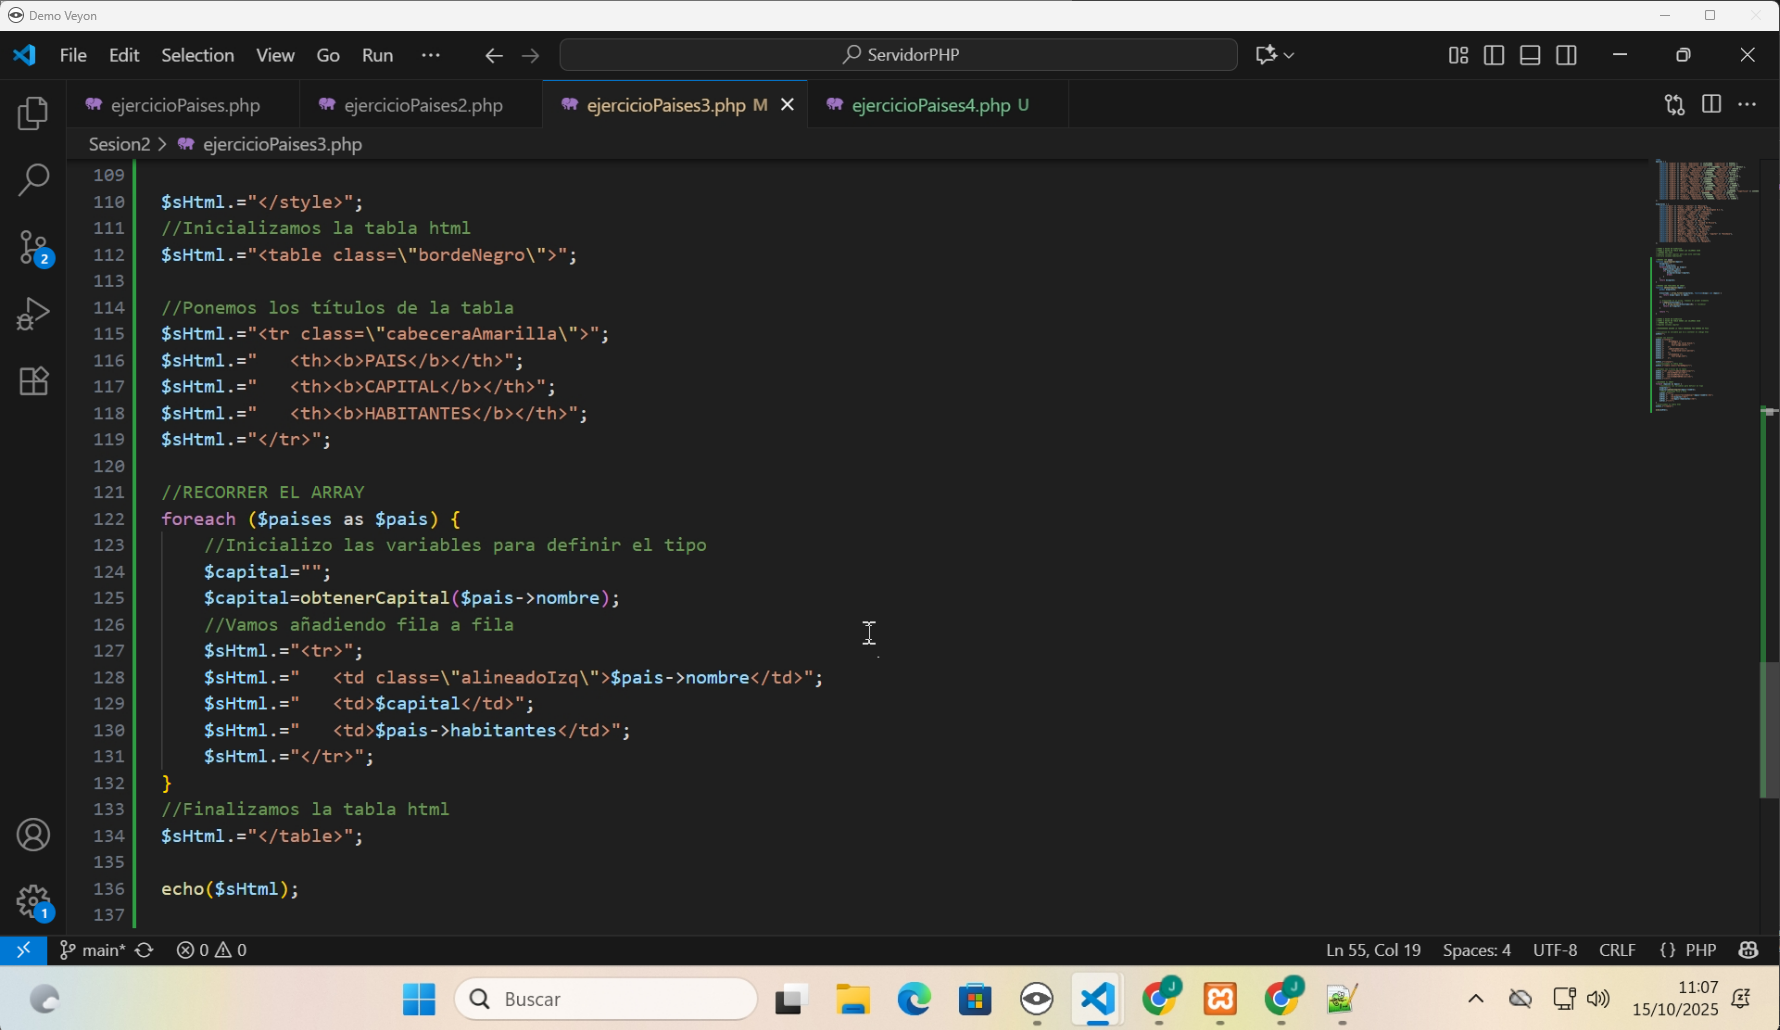 Demo Veyon
File Edit Selection View Go Run ··· ServidorPHP
ejercicioPaises.php ejercicioPaises2.php ejercicioPaises3.php M ejercicioPaises4.php U
Sesion2 > ejercicioPaises3.php
109
110 $sHtml.="</style>";
111 //Inicializamos la tabla html
112 $sHtml.="<table class=\"bordeNegro\">";
113
114 //Ponemos los títulos de la tabla
115 $sHtml.="<tr class=\"cabeceraAmarilla\">";
116 $sHtml.="   <th><b>PAIS</b></th>";
117 $sHtml.="   <th><b>CAPITAL</b></th>";
118 $sHtml.="   <th><b>HABITANTES</b></th>";
119 $sHtml.="</tr>";
120
121 //RECORRER EL ARRAY
122 foreach ($paises as $pais) {
123     //Inicializo las variables para definir el tipo
124     $capital="";
125     $capital=obtenerCapital($pais->nombre);
126     //Vamos añadiendo fila a fila
127     $sHtml.="<tr>";
128     $sHtml.="   <td class=\"alineadoIzq\">$pais->nombre</td>";
129     $sHtml.="   <td>$capital</td>";
130     $sHtml.="   <td>$pais->habitantes</td>";
131     $sHtml.="</tr>";
132 }
133 //Finalizamos la tabla html
134 $sHtml.="</table>";
135
136 echo($sHtml);
137
2
1
main* 0 0 Ln 55, Col 19 Spaces: 4 UTF-8 CRLF {} PHP
Buscar
J
J
11:07
15/10/2025